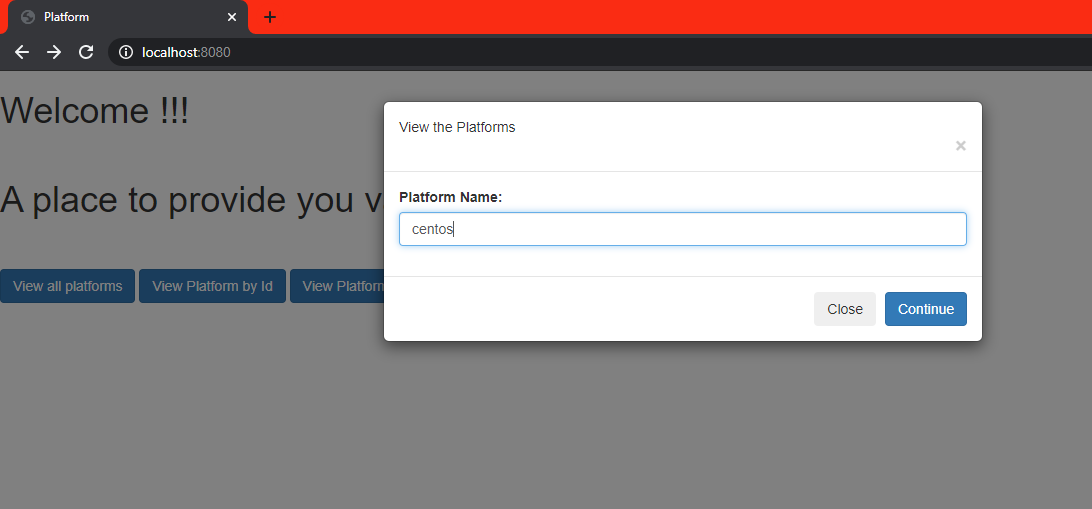 Platform
localhost:8080
Welcome !!!
View the Platforms
×
A place to provide you v
Platform Name:
centos
View all platforms View Platform by Id View Platform
Close Continue